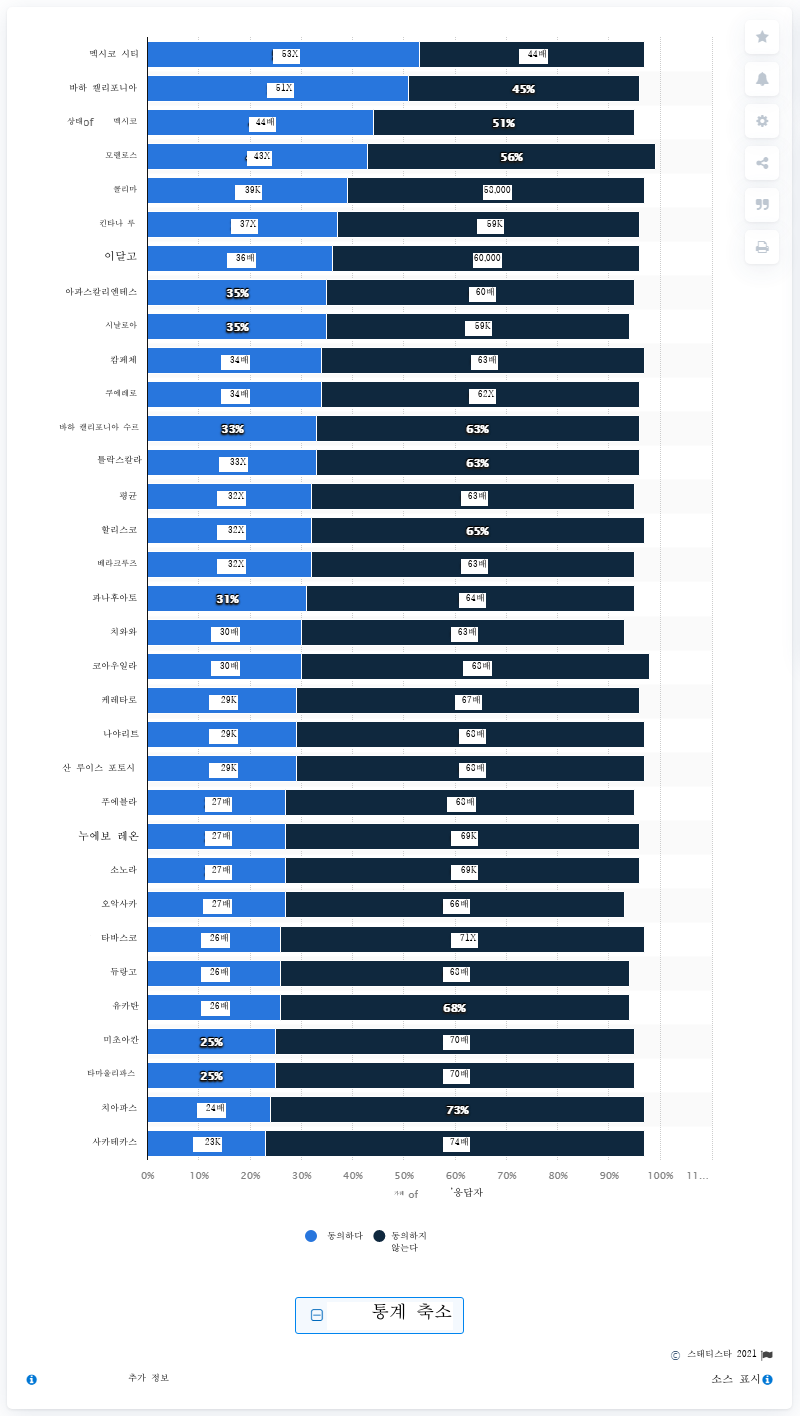 멕시코 시티 53X 44배
바하 캘리포니아 51X 45%
상태of 멕시코 44배 51%
모렐로스 43X 56%
콜리마 39K 53,000
킨타나 루 37X 59K
이달고 36배 60,000
아과스칼리엔테스 35% 60배
시날로아 35% 59K
캄페체 34배 63배
쿠에레로 34배 62X
바하 캘리포니아 수르 33% 63%
틀락스칼라 33X 63%
평균 32X 63배
할리스코 32X 65%
베라크루즈 32X 63배
과나후아토 31% 64배
치와와 30배 63배
코아우일라 30배 68배
케레타로 29K 67배
나야리트 29K 68배
산 루이스 포토시 29K 68배
푸에블라 27배 68배
누에보 레온 27배 69K
소노라 27배 69K
오악사카 27배 66배
타바스코 26배 71X
듀랑고 26배 68배
유카탄 26배 68%
미초아칸 25% 70배
타마울리파스 25% 70배
치아파스 24배 73%
사카테카스 23K 74배
0% 10% 20% 30% 40% 50% 60% 70% 80% 90% 100% 11...
of '응답자
동의하다 동의하지
않는다
통계 축소
© 스태티스타 2021
추가 정보 소스 표시